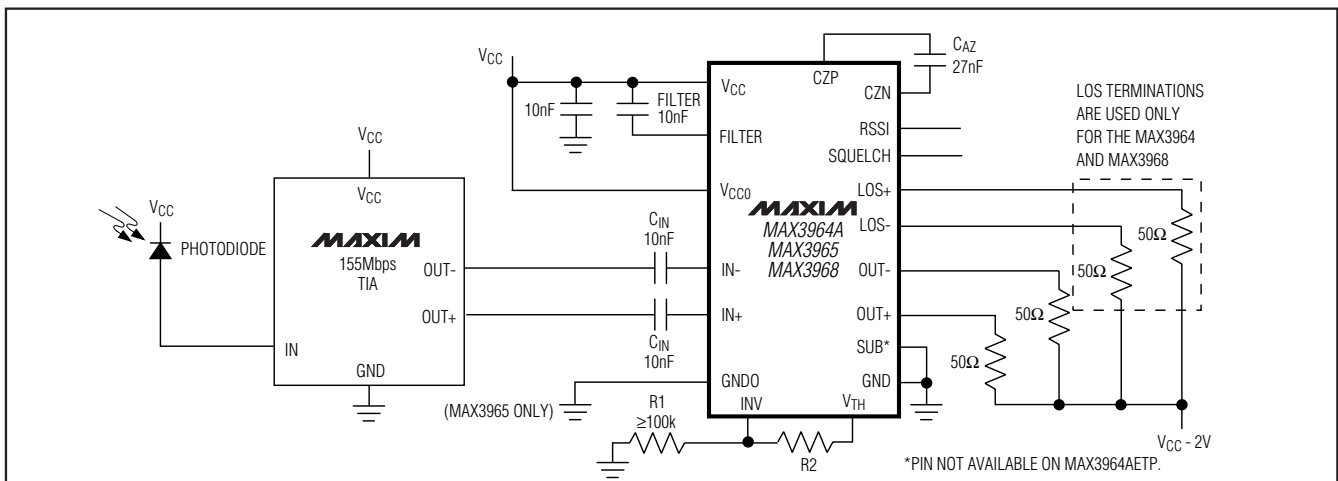 VCC
10nF
FILTER
10nF
VCC
FILTER
VCCO
CZP
CZN
CAZ
27nF
RSSI
SQUELCH
LOS TERMINATIONS
ARE USED ONLY
FOR THE MAX3964
AND MAX3968
LOS+
LOS-
OUT-
OUT+
SUB*
GND
VTH
INV
GNDO
IN+
IN-
MAXIM
MAX3964A
MAX3965
MAX3968
50Ω
50Ω
50Ω
50Ω
VCC - 2V
VCC
VCC
MAXIM
155Mbps
TIA
OUT-
OUT+
IN
GND
VCC
PHOTODIODE
CIN
10nF
CIN
10nF
(MAX3965 ONLY)
R1
≥100k
R2
*PIN NOT AVAILABLE ON MAX3964AETP.